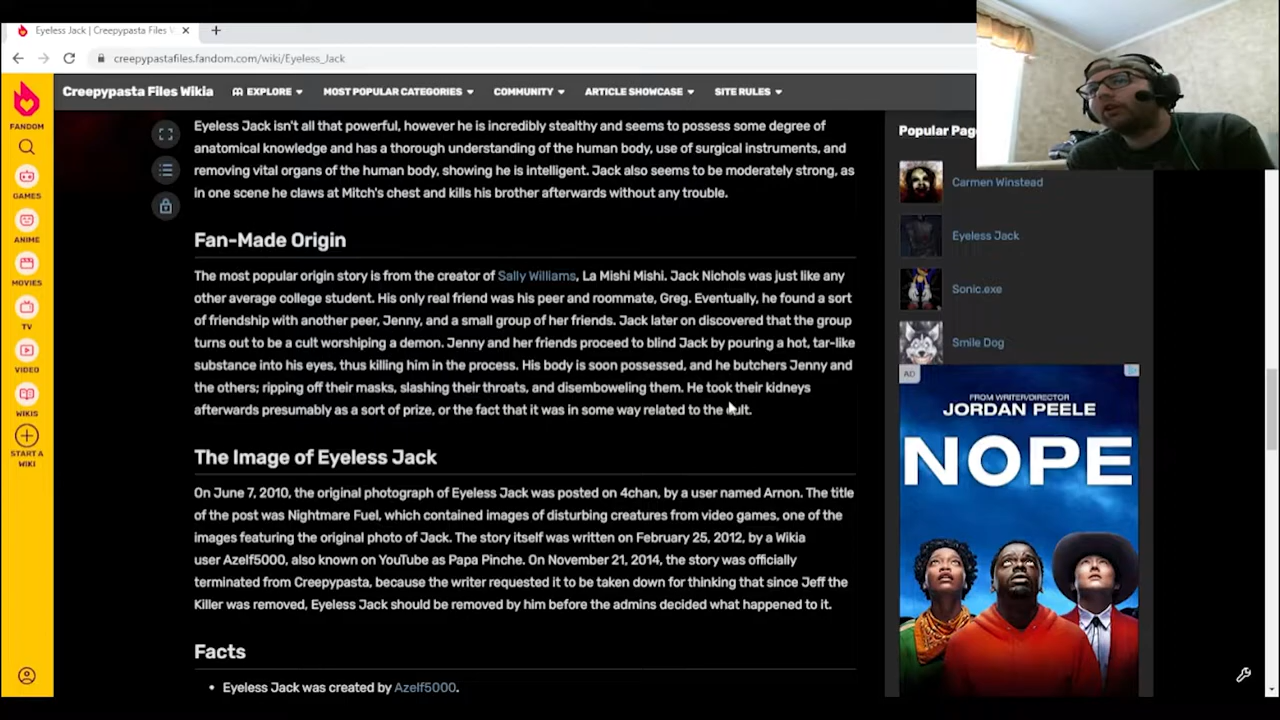 Eyeless Jack | Creepypasta Files W
creepypastafiles.fandom.com/wiki/Eyeless_Jack
FANDOM
GAMES
ANIME
MOVIES
TV
VIDEO
WIKIS
START A
WIKI
Creepypasta Files Wikia
EXPLORE
MOST POPULAR CATEGORIES
COMMUNITY
ARTICLE SHOWCASE
SITE RULES
Eyeless Jack isn't all that powerful, however he is incredibly stealthy and seems to possess some degree of
anatomical knowledge and has a thorough understanding of the human body, use of surgical instruments, and
removing vital organs of the human body, showing he is intelligent. Jack also seems to be moderately strong, as
in one scene he claws at Mitch's chest and kills his brother afterwards without any trouble.
Fan-Made Origin
The most popular origin story is from the creator of Sally Williams, La Mishi Mishi. Jack Nichols was just like any
other average college student. His only real friend was his peer and roommate, Greg. Eventually, he found a sort
of friendship with another peer, Jenny, and a small group of her friends. Jack later on discovered that the group
turns out to be a cult worshiping a demon. Jenny and her friends proceed to blind Jack by pouring a hot, tar-like
substance into his eyes, thus killing him in the process. His body is soon possessed, and he butchers Jenny and
the others; ripping off their masks, slashing their throats, and disemboweling them. He took their kidneys
afterwards presumably as a sort of prize, or the fact that it was in some way related to the cult.
The Image of Eyeless Jack
On June 7, 2010, the original photograph of Eyeless Jack was posted on 4chan, by a user named Arnon. The title
of the post was Nightmare Fuel, which contained images of disturbing creatures from video games, one of the
images featuring the original photo of Jack. The story itself was written on February 25, 2012, by a Wikia
user Azelf5000, also known on YouTube as Papa Pinche. On November 21, 2014, the story was officially
terminated from Creepypasta, because the writer requested it to be taken down for thinking that since Jeff the
Killer was removed, Eyeless Jack should be removed by him before the admins decided what happened to it.
Facts
• Eyeless Jack was created by Azelf5000.
Popular Pag
Carmen Winstead
Eyeless Jack
Sonic.exe
Smile Dog
AD
FROM WRITER/DIRECTOR
JORDAN PEELE
NOPE